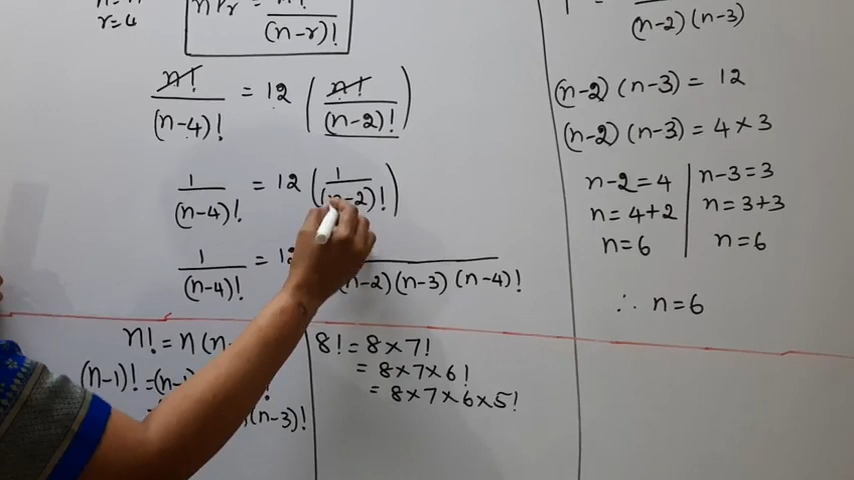 r=4
nPr =
(n-r)!
n! / (n-4)! = 12 ( n! / (n-2)! )
1 / (n-4)! = 12 ( 1 / (n-2)! )
1 / (n-4)! = 12
(n-2)(n-3)(n-4)!
n! = n(n-
(n-1)! =
(n-3)!
8! = 8×7!
= 8×7×6!
= 8×7×6×5!
(n-2)(n-3)
(n-2)(n-3) = 12
(n-2)(n-3) = 4×3
n-2=4 | n-3=3
n=4+2 | n=3+3
n=6 | n=6
∴ n=6